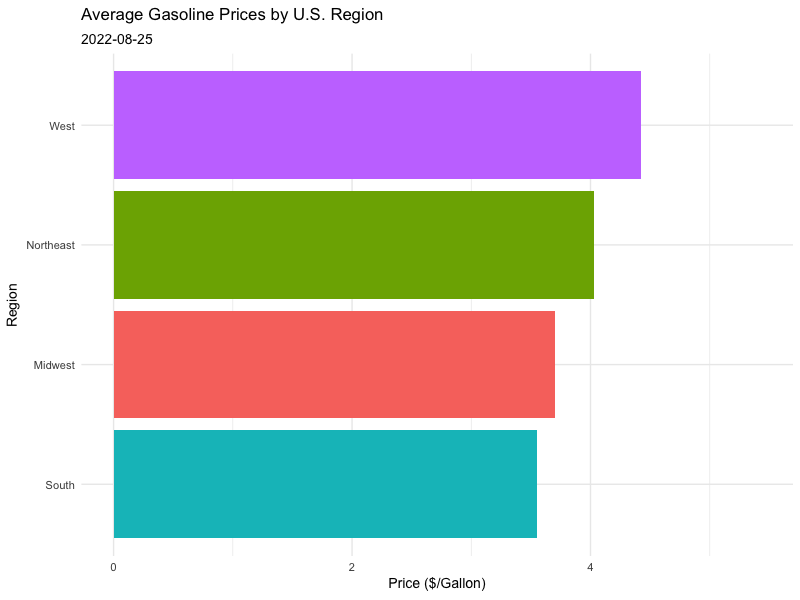 Average Gasoline Prices by U.S. Region
2022-08-25
West
Northeast
Midwest
South
Region
0 2 4
Price ($/Gallon)